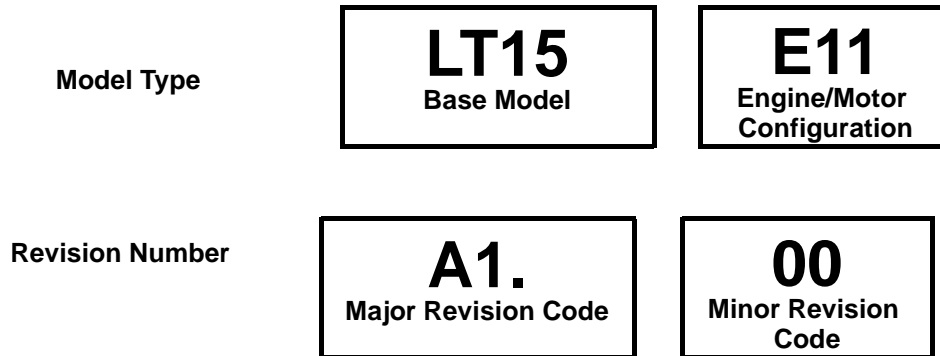 Model Type
LT15
Base Model
E11
Engine/Motor
Configuration
Revision Number
A1.
Major Revision Code
00
Minor Revision
Code